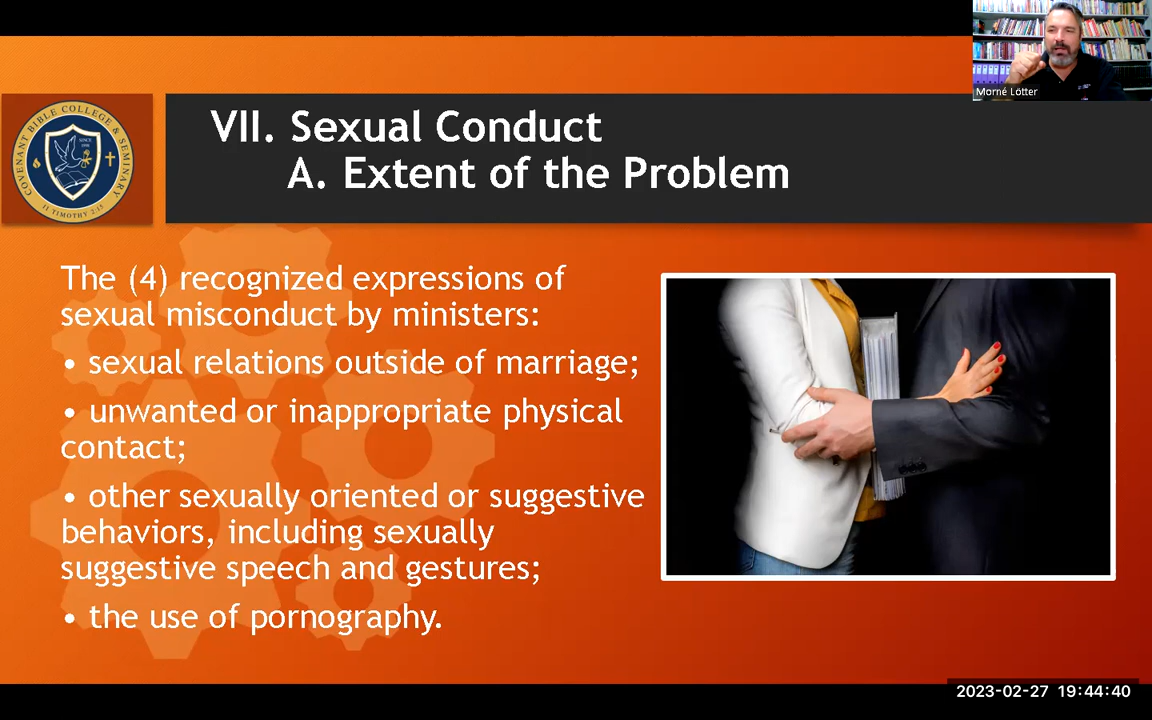 Morné Lötter
COVENANT BIBLE COLLEGE & SEMINARY
SINCE
II TIMOTHY 2:15
VII. Sexual Conduct
A. Extent of the Problem
The (4) recognized expressions of
sexual misconduct by ministers:
• sexual relations outside of marriage;
• unwanted or inappropriate physical
contact;
• other sexually oriented or suggestive
behaviors, including sexually
suggestive speech and gestures;
• the use of pornography.
2023-02-27 19:44:40